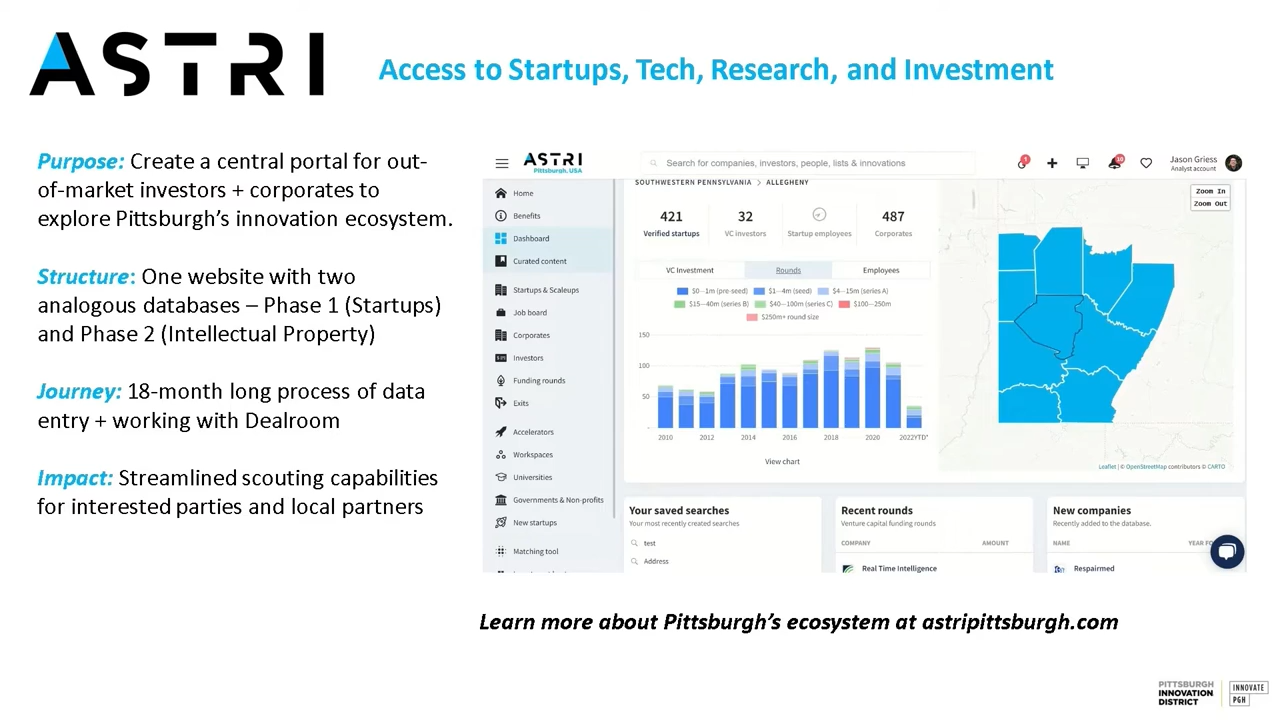 ASTRI
Access to Startups, Tech, Research, and Investment
Purpose: Create a central portal for out-
of-market investors + corporates to
explore Pittsburgh's innovation ecosystem.
Structure: One website with two
analogous databases – Phase 1 (Startups)
and Phase 2 (Intellectual Property)
Journey: 18-month long process of data
entry + working with Dealroom
Impact: Streamlined scouting capabilities
for interested parties and local partners
ASTRI
Pittsburgh, USA
Search for companies, investors, people, lists & innovations
1
10
Jason Griess
Analyst account
Home
Benefits
Dashboard
Curated content
Startups & Scaleups
Job board
Corporates
Investors
Funding rounds
Exits
Accelerators
Workspaces
Universities
Governments & Non-profits
New startups
Matching tool
SOUTHWESTERN PENNSYLVANIA > ALLEGHENY
421 32 487
Verified startups VC investors Startup employees Corporates
VC Investment Rounds Employees
$0—1m (pre-seed) $1—4m (seed) $4—15m (series A)
$15—40m (series B) $40—100m (series C) $100—250m
$250m+ round size
150
100
50
2010 2012 2014 2016 2018 2020 2022YTD*
View chart
Zoom In
Zoom Out
Leaflet | © OpenStreetMap contributors © CARTO
Your saved searches
Your most recently created searches
test
Address
Recent rounds
Venture capital funding rounds
COMPANY AMOUNT
Real Time Intelligence
New companies
Recently added to the database.
NAME YEAR FO
Respairmed
Learn more about Pittsburgh's ecosystem at astripittsburgh.com
PITTSBURGH
INNOVATION
DISTRICT
INNOVATE
PGH